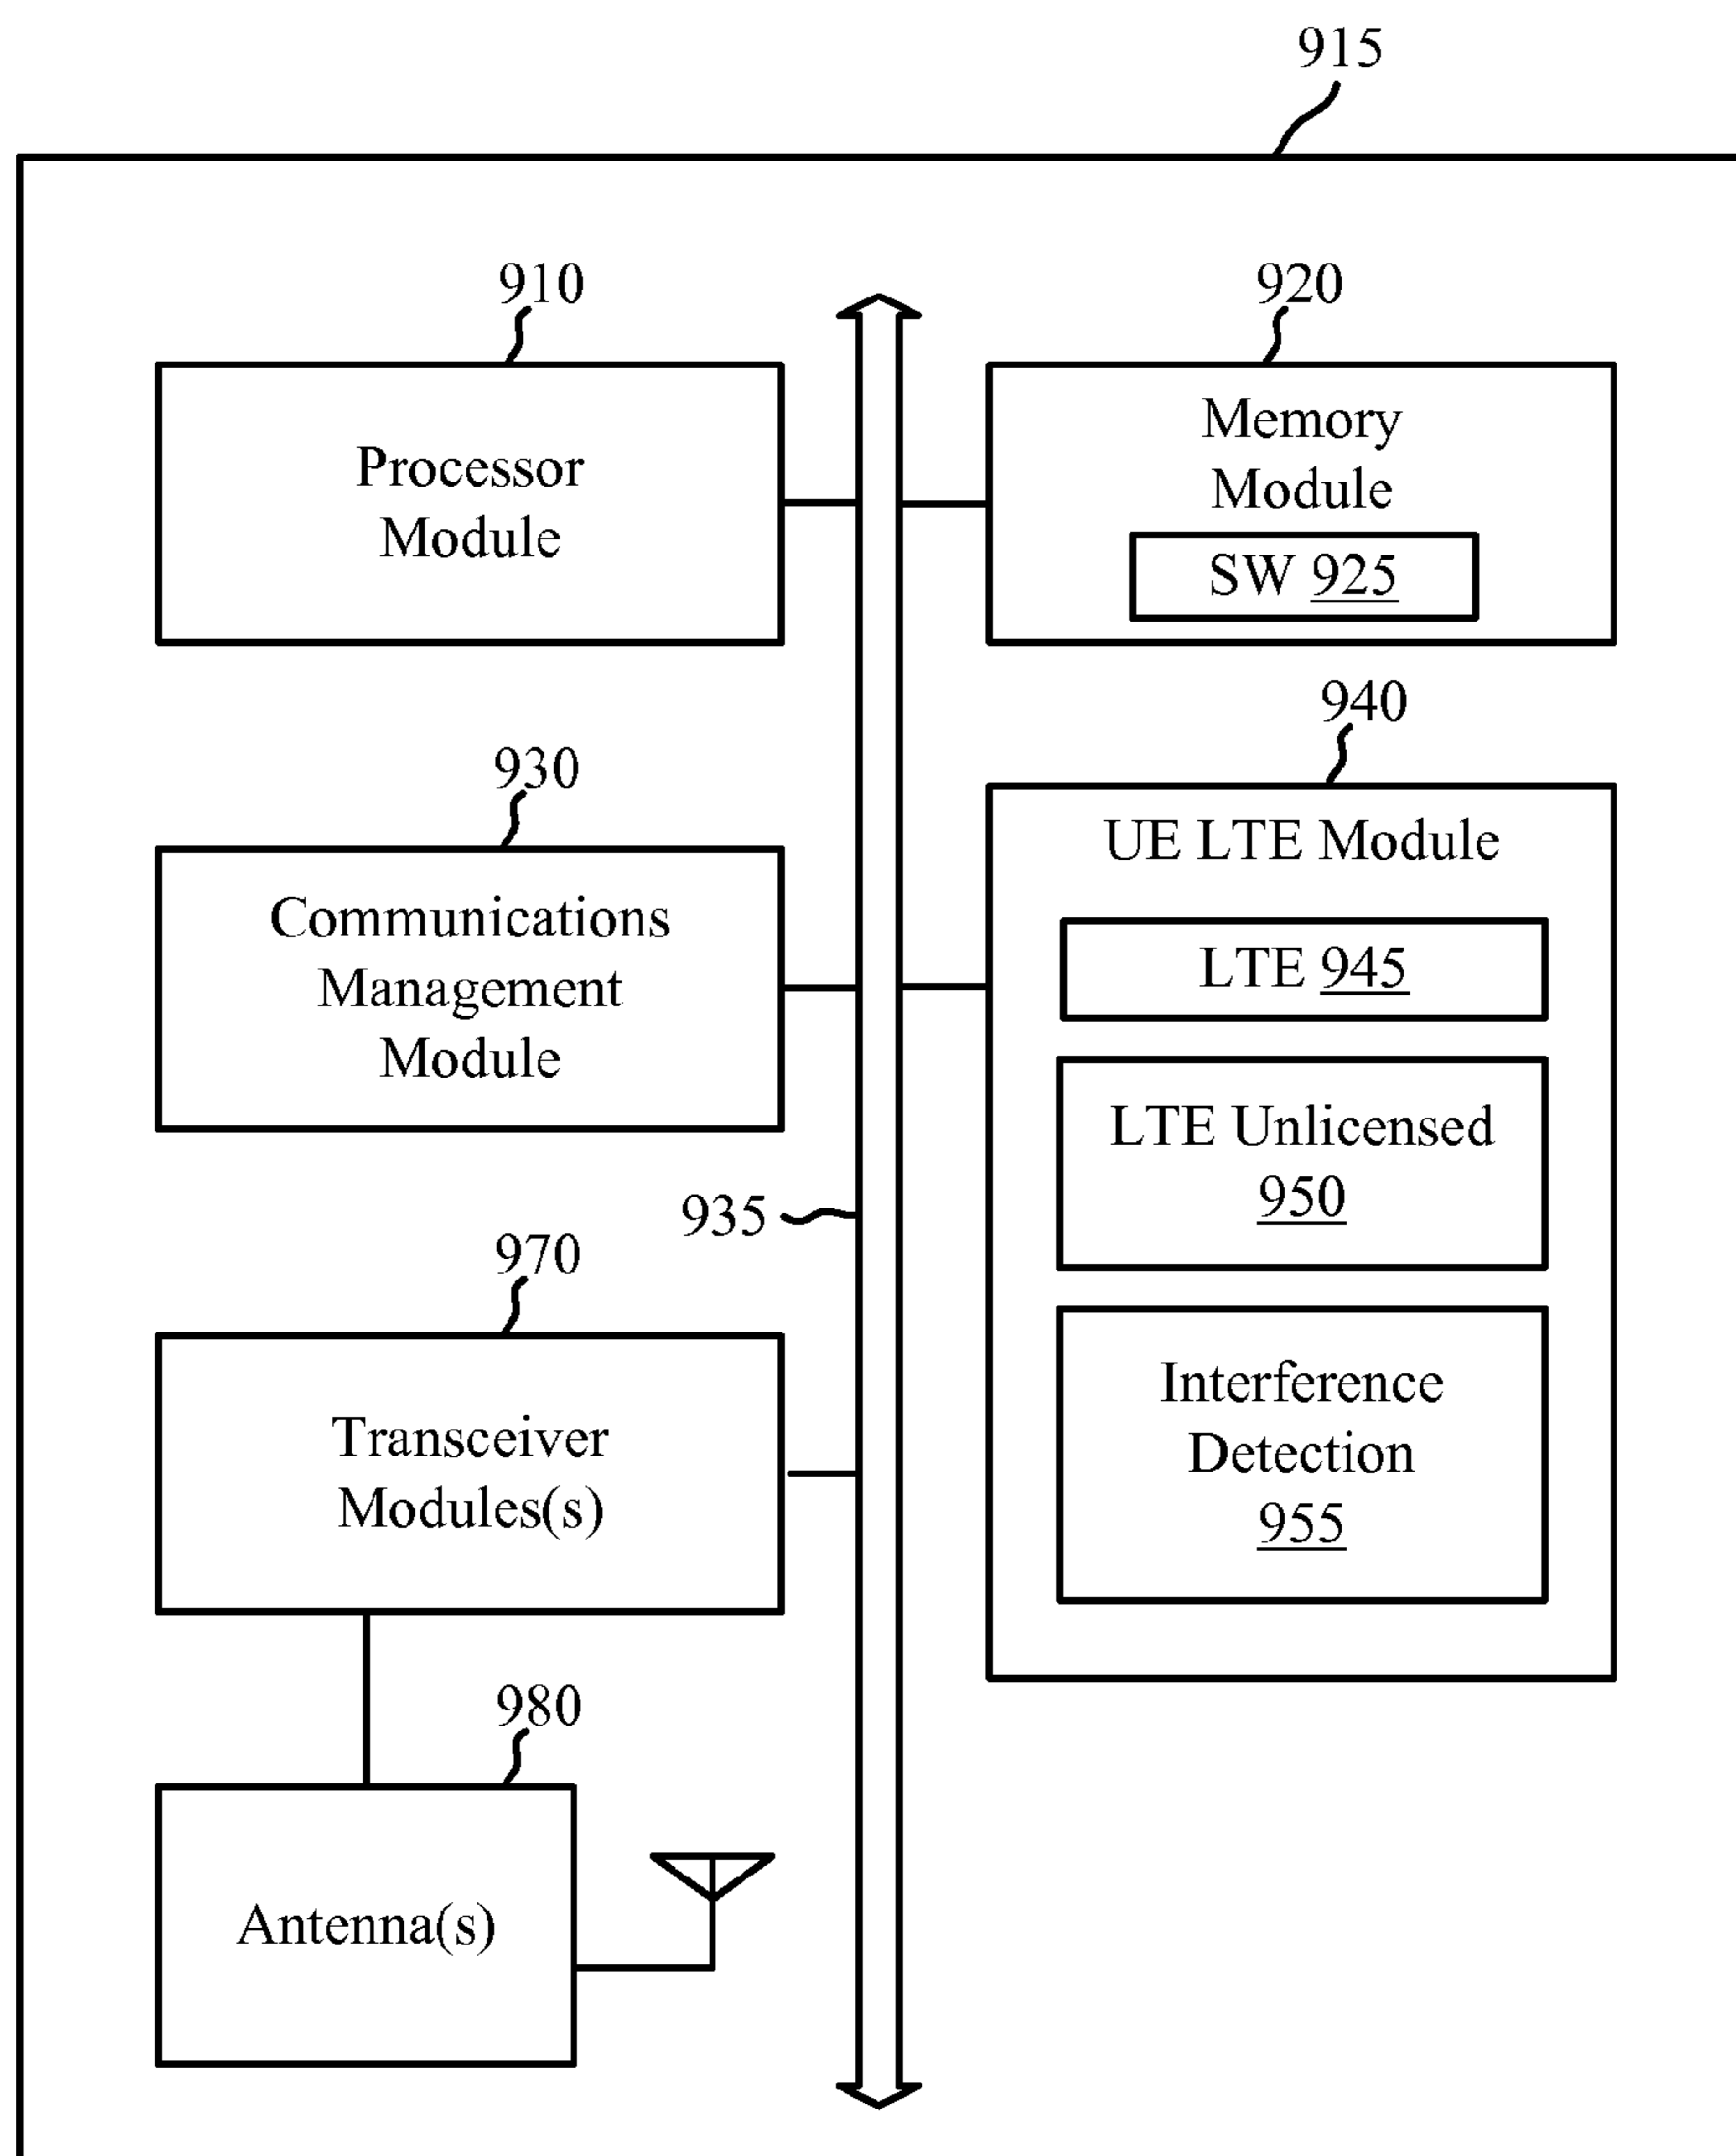 915
910
Processor
Module
920
Memory
Module
SW 925
930
Communications
Management
Module
940
UE LTE Module
LTE 945
LTE Unlicensed
950
Interference
Detection
955
935
970
Transceiver
Modules(s)
980
Antenna(s)